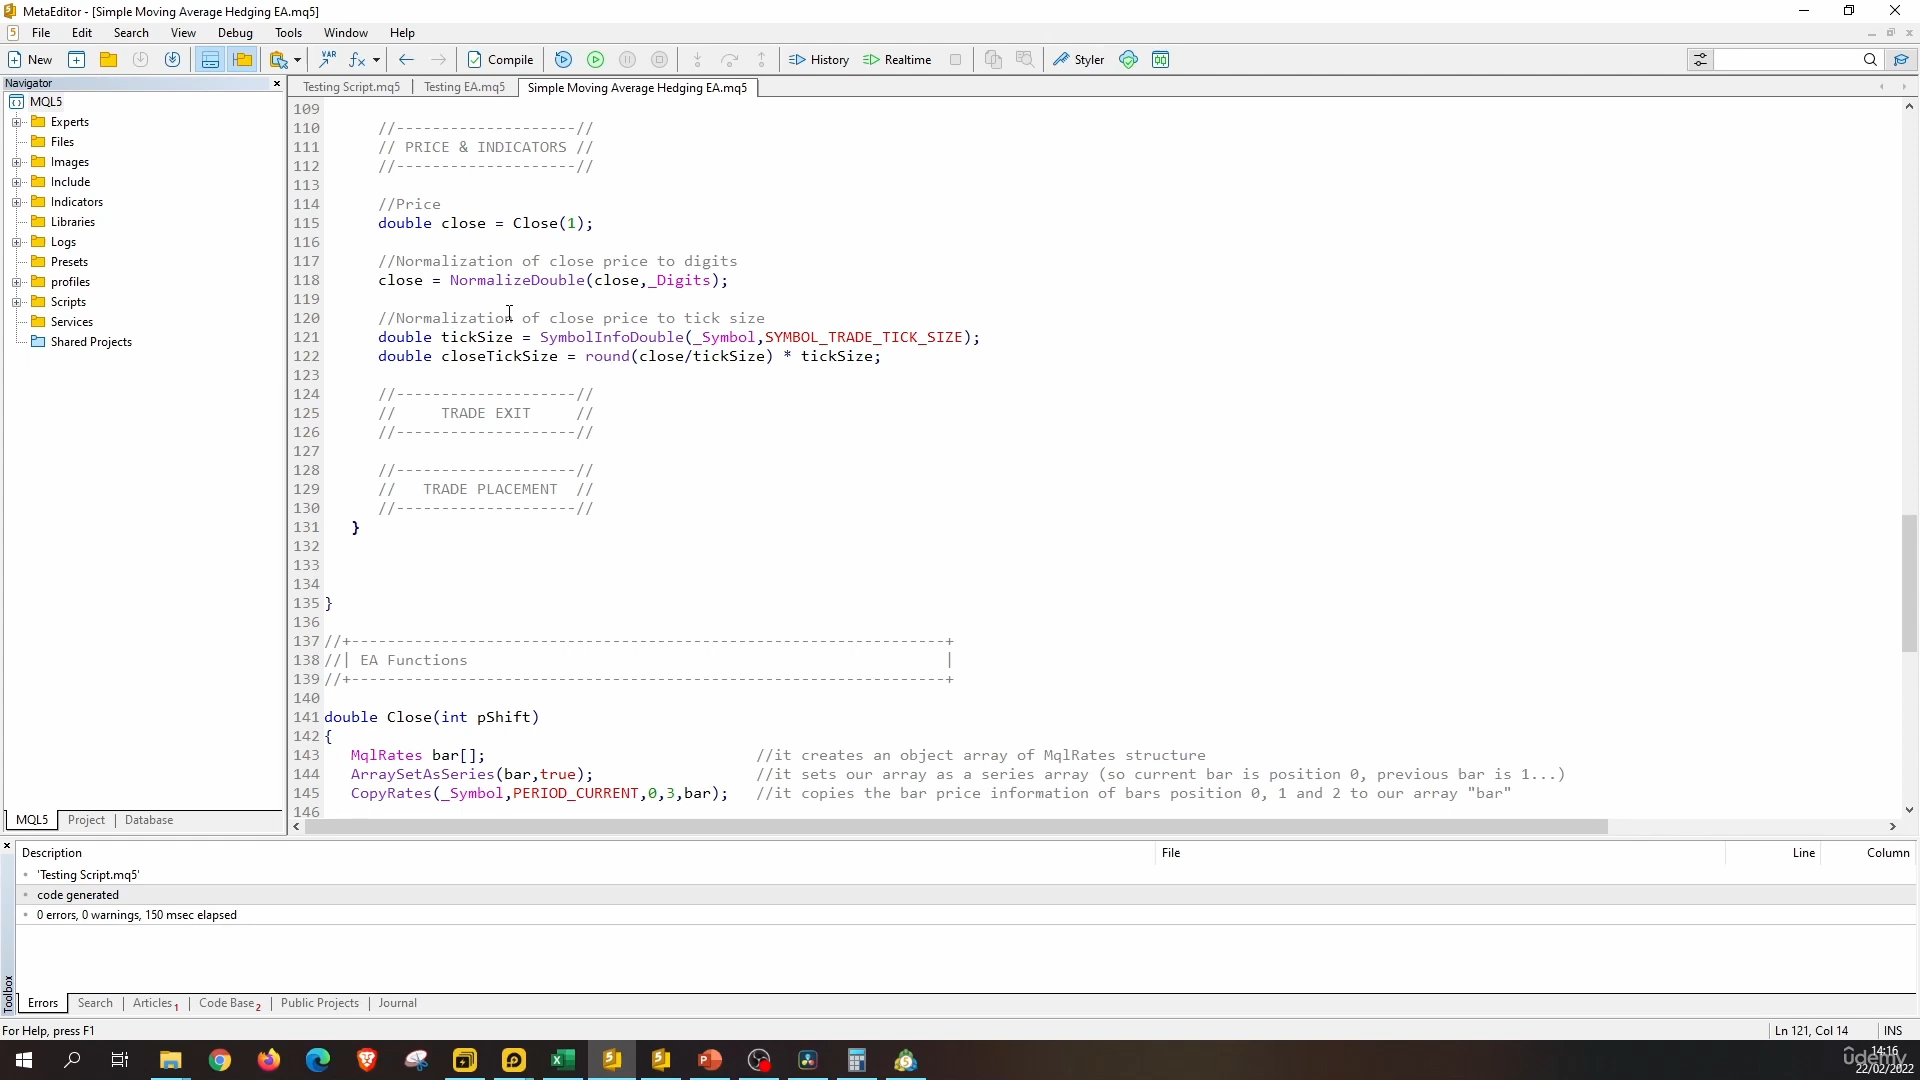 MetaEditor - [Simple Moving Average Hedging EA.mq5]
File Edit Search View Debug Tools Window Help
New VAR Compile History Realtime Styler
Navigator
Testing Script.mq5 Testing EA.mq5 Simple Moving Average Hedging EA.mq5
MQL5
Experts
Files
Images
Include
Indicators
Libraries
Logs
Presets
profiles
Scripts
Services
Shared Projects
MQL5 Project Database
109
110 //--------------------//
111 // PRICE & INDICATORS //
112 //--------------------//
113
114 //Price
115 double close = Close(1);
116
117 //Normalization of close price to digits
118 close = NormalizeDouble(close,_Digits);
119
120 //Normalization of close price to tick size
121 double tickSize = SymbolInfoDouble(_Symbol,SYMBOL_TRADE_TICK_SIZE);
122 double closeTickSize = round(close/tickSize) * tickSize;
123
124 //--------------------//
125 // TRADE EXIT //
126 //--------------------//
127
128 //--------------------//
129 // TRADE PLACEMENT //
130 //--------------------//
131 }
132
133
134
135 }
136
137 //+------------------------------------------------------------------+
138 //| EA Functions |
139 //+------------------------------------------------------------------+
140
141 double Close(int pShift)
142 {
143 MqlRates bar[]; //it creates an object array of MqlRates structure
144 ArraySetAsSeries(bar,true); //it sets our array as a series array (so current bar is position 0, previous bar is 1...)
145 CopyRates(_Symbol,PERIOD_CURRENT,0,3,bar); //it copies the bar price information of bars position 0, 1 and 2 to our array "bar"
146
Description File Line Column
'Testing Script.mq5'
code generated
0 errors, 0 warnings, 150 msec elapsed
Toolbox
Errors Search Articles 1 Code Base 2 Public Projects Journal
For Help, press F1 Ln 121, Col 14 INS
14:16
22/02/2022
udemy